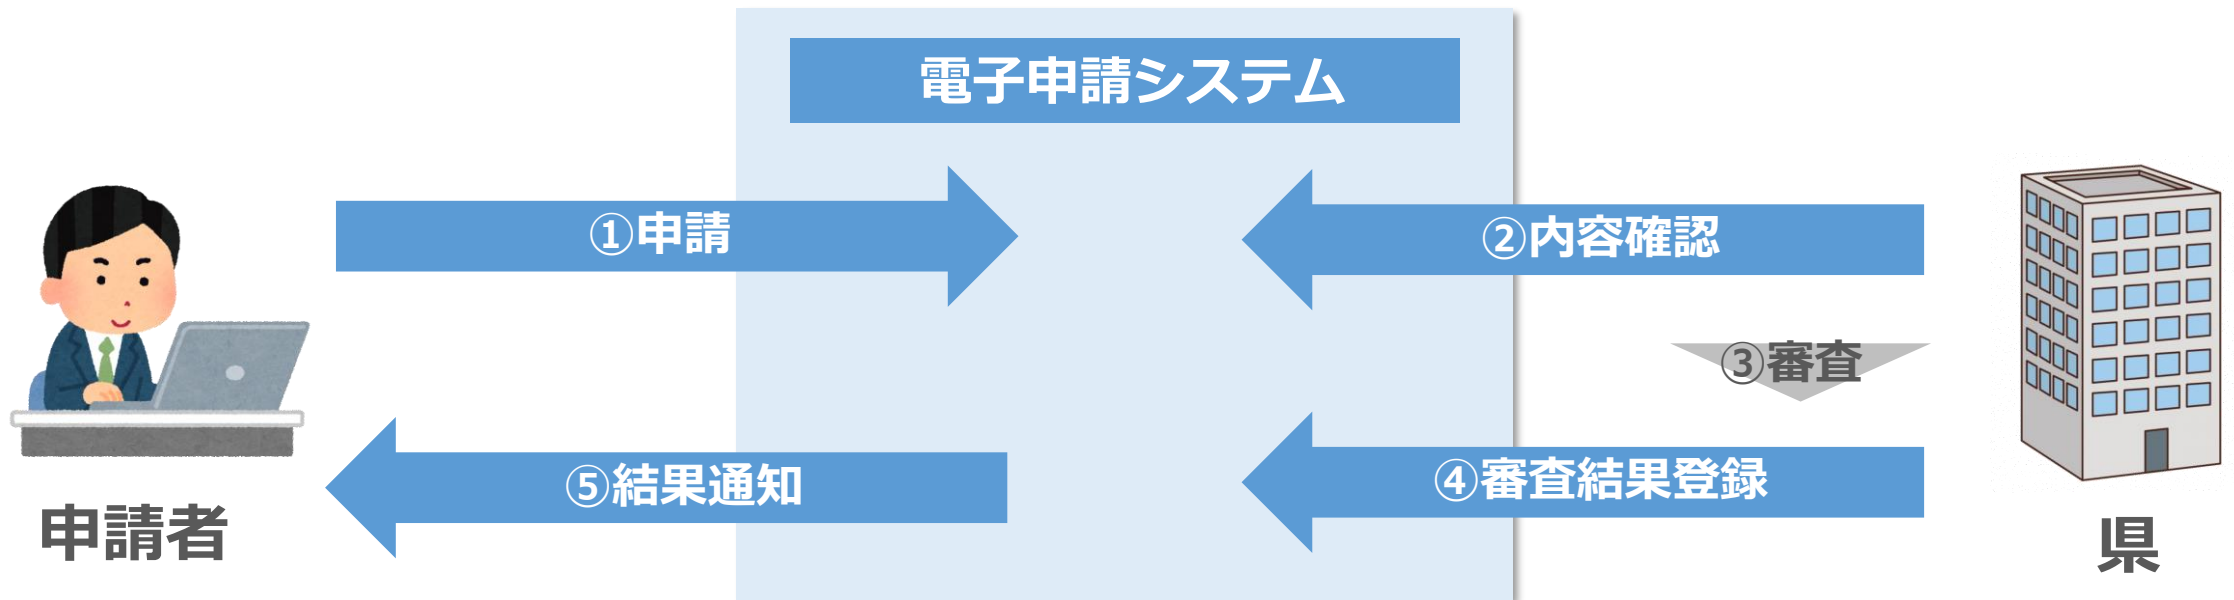 電子申請システム
①申請
②内容確認
③審査
④審査結果登録
⑤結果通知
申請者
県